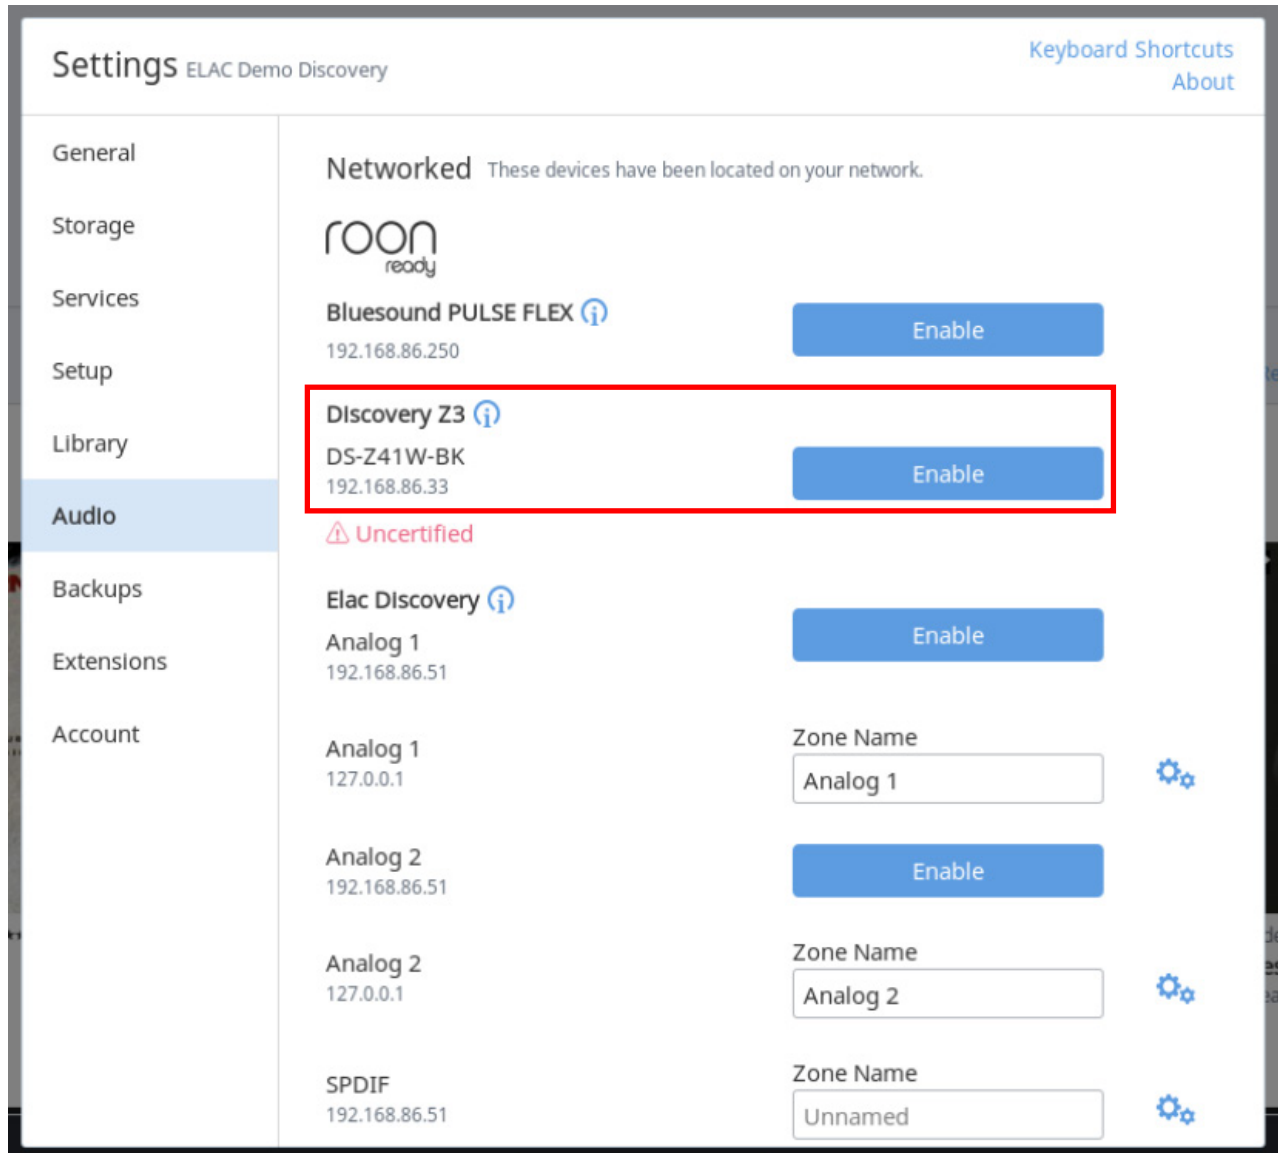 Settings ELAC Demo Discovery
Keyboard Shortcuts
About
General
Storage
Services
Setup
Library
Audio
Backups
Extensions
Account
Networked These devices have been located on your network.
roon
ready
Bluesound PULSE FLEX
192.168.86.250
Enable
Discovery Z3
DS-Z41W-BK
192.168.86.33
Enable
Uncertified
Elac Discovery
Analog 1
192.168.86.51
Enable
Analog 1
127.0.0.1
Zone Name
Analog 1
Analog 2
192.168.86.51
Enable
Analog 2
127.0.0.1
Zone Name
Analog 2
SPDIF
192.168.86.51
Zone Name
Unnamed